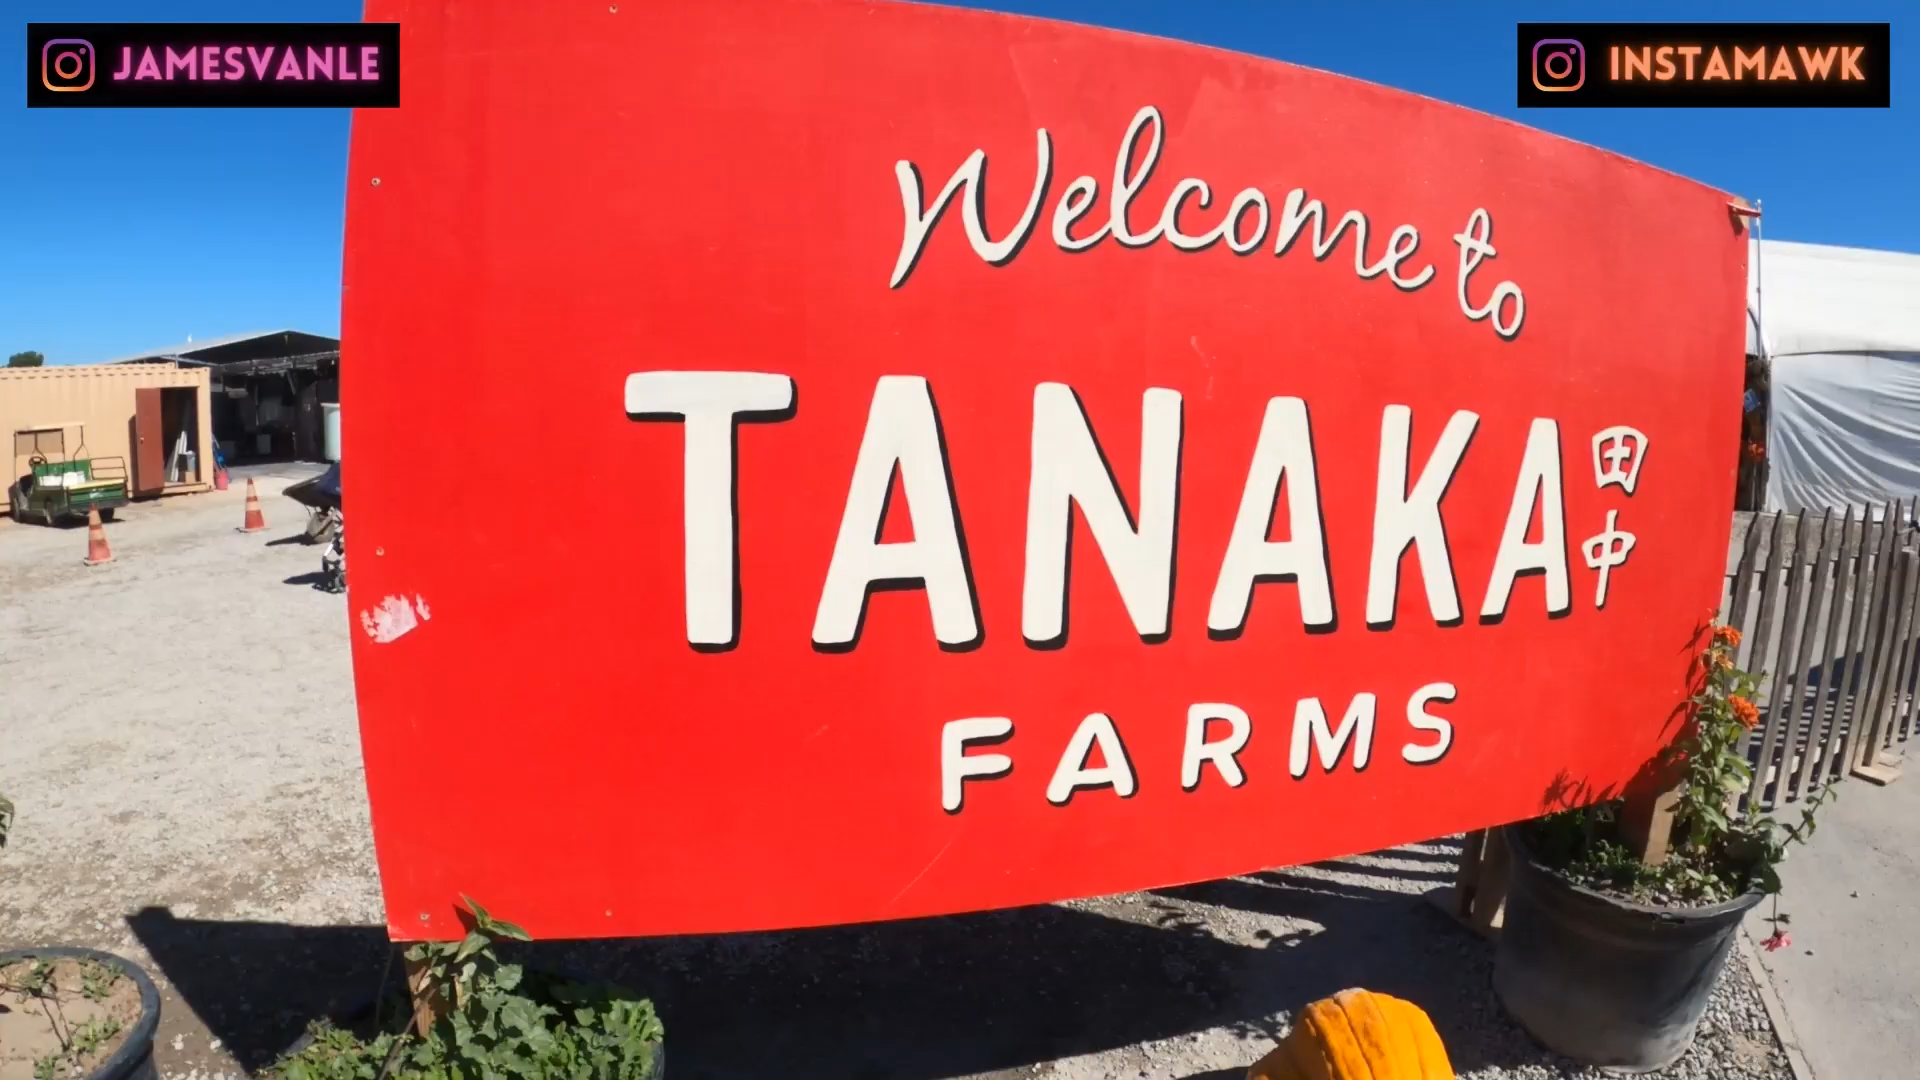 JAMESVANLE
INSTAMAWK
Welcome to
TANAKA
田中
FARMS